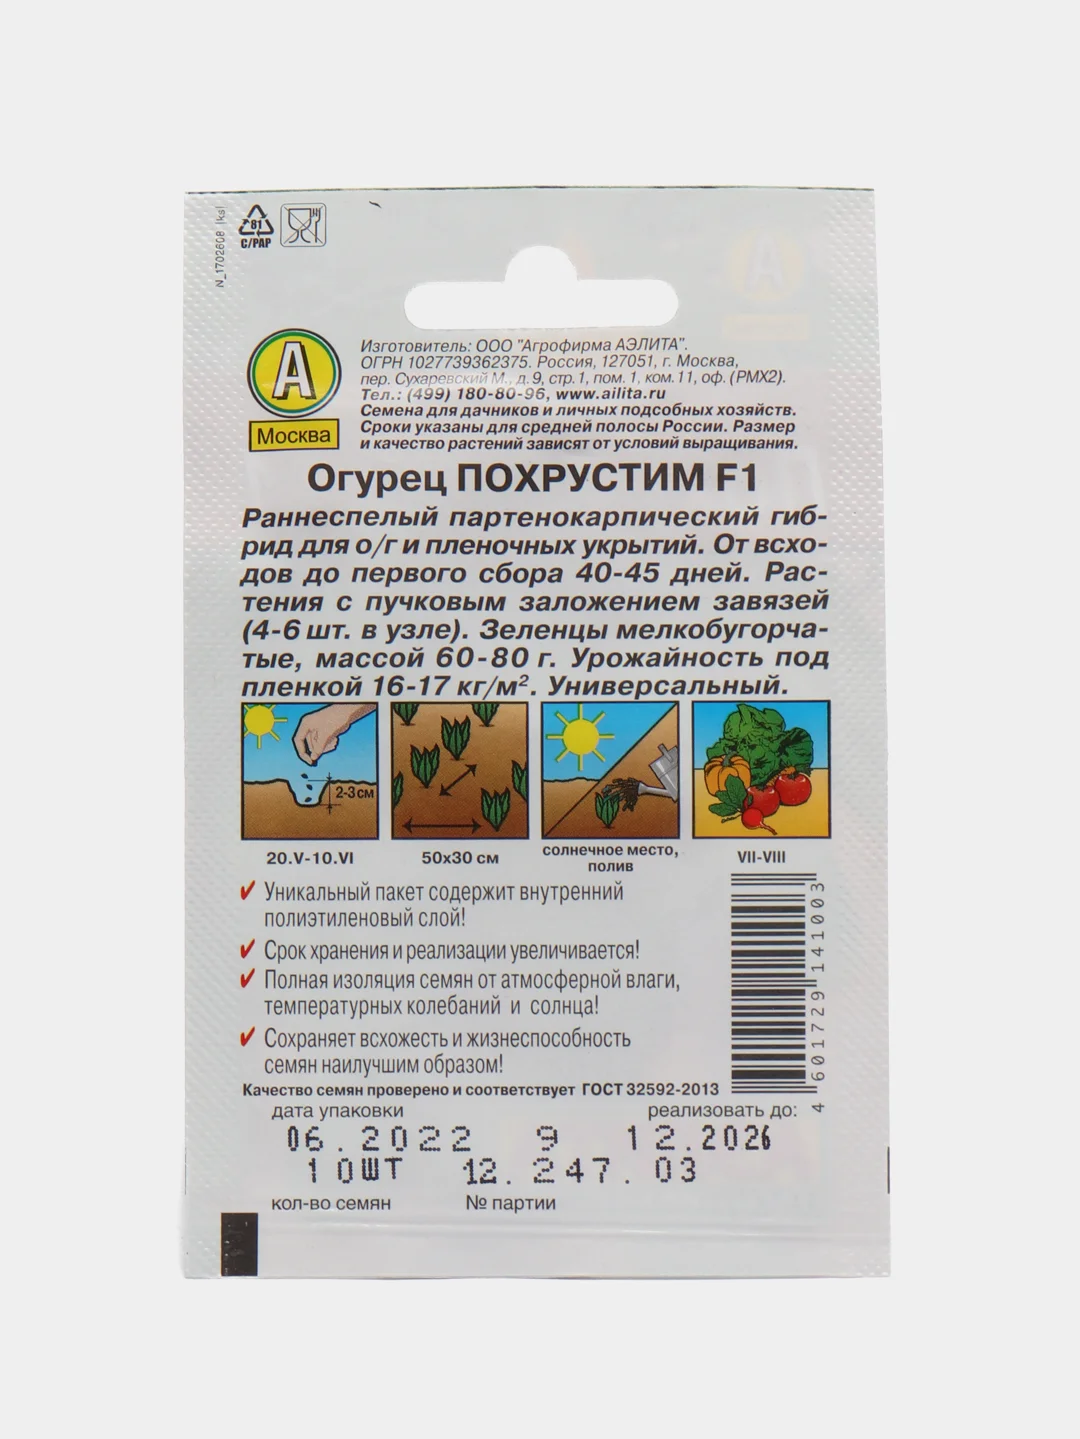 N_1702608 (ks)
81
C/PAP
А
Москва
Изготовитель: ООО "Агрофирма АЭЛИТА".
ОГРН 1027739362375. Россия, 127051, г. Москва,
пер. Сухаревский М., д. 9, стр. 1, пом. 1, ком. 11, оф. (РМХ2).
Тел.: (499) 180-80-96, www.ailita.ru
Семена для дачников и личных подсобных хозяйств.
Сроки указаны для средней полосы России. Размер
и качество растений зависят от условий выращивания.
Огурец ПОХРУСТИМ F1
Раннеспелый партенокарпический гиб-
рид для о/г и пленочных укрытий. От всхо-
дов до первого сбора 40-45 дней. Рас-
тения с пучковым заложением завязей
(4-6 шт. в узле). Зеленцы мелкобугорча-
тые, массой 60-80 г. Урожайность под
пленкой 16-17 кг/м². Универсальный.
2-3 см
20.V-10.VI
50х30 см
солнечное место,
полив
VII-VIII
Уникальный пакет содержит внутренний
полиэтиленовый слой!
Срок хранения и реализации увеличивается!
Полная изоляция семян от атмосферной влаги,
температурных колебаний и солнца!
Сохраняет всхожесть и жизнеспособность
семян наилучшим образом!
4 601729 141003
Качество семян проверено и соответствует ГОСТ 32592-2013
дата упаковки реализовать до:
06.2022 9 12.2026
10ШТ 12.247.03
кол-во семян № партии